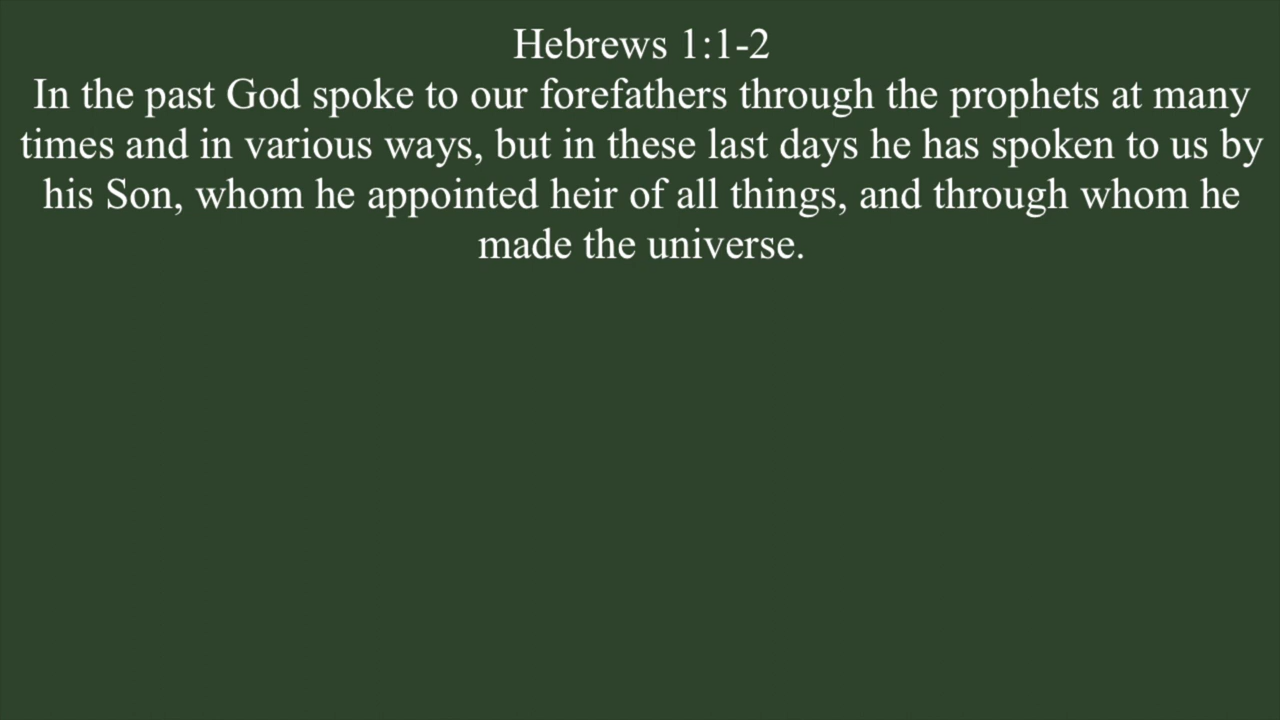 Hebrews 1:1-2
In the past God spoke to our forefathers through the prophets at many
times and in various ways, but in these last days he has spoken to us by
his Son, whom he appointed heir of all things, and through whom he
made the universe.